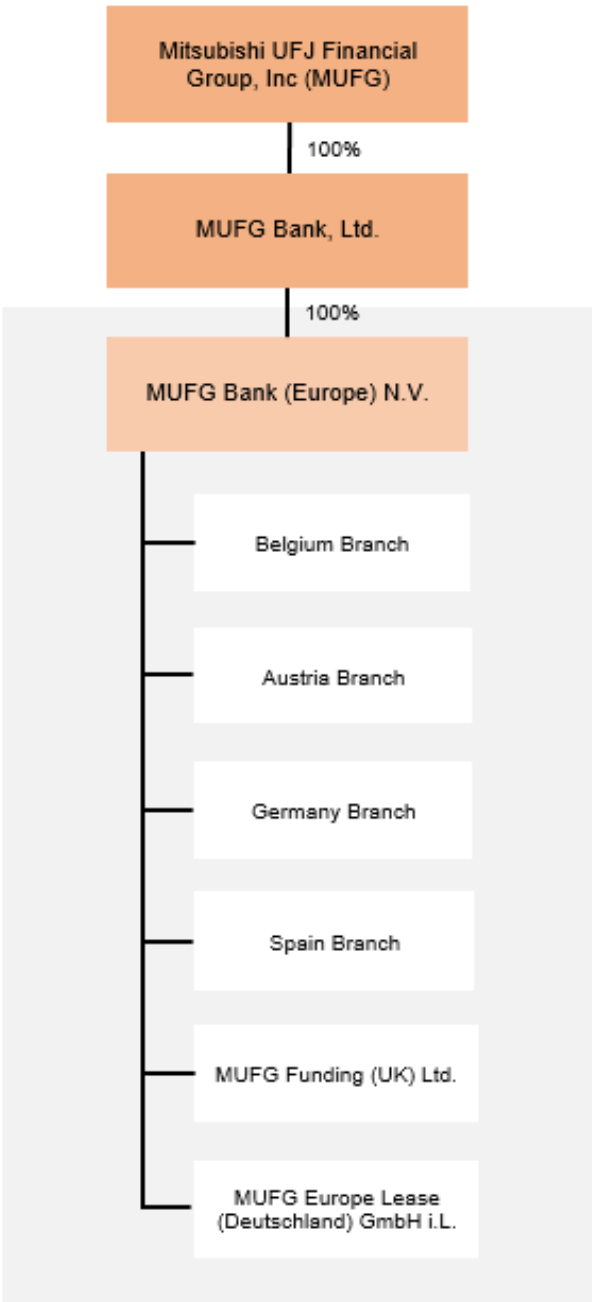 Mitsubishi UFJ Financial
Group, Inc (MUFG)
100%
MUFG Bank, Ltd.
100%
MUFG Bank (Europe) N.V.
Belgium Branch
Austria Branch
Germany Branch
Spain Branch
MUFG Funding (UK) Ltd.
MUFG Europe Lease
(Deutschland) GmbH i.L.